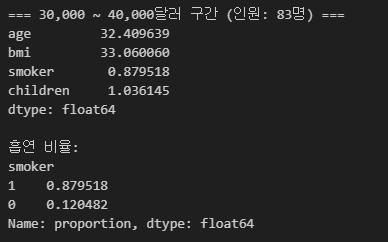 === 30,000 ~ 40,000달러 구간 (인원: 83명) ===
age 32.409639
bmi 33.060060
smoker 0.879518
children 1.036145
dtype: float64
흡연 비율:
smoker
1 0.879518
0 0.120482
Name: proportion, dtype: float64